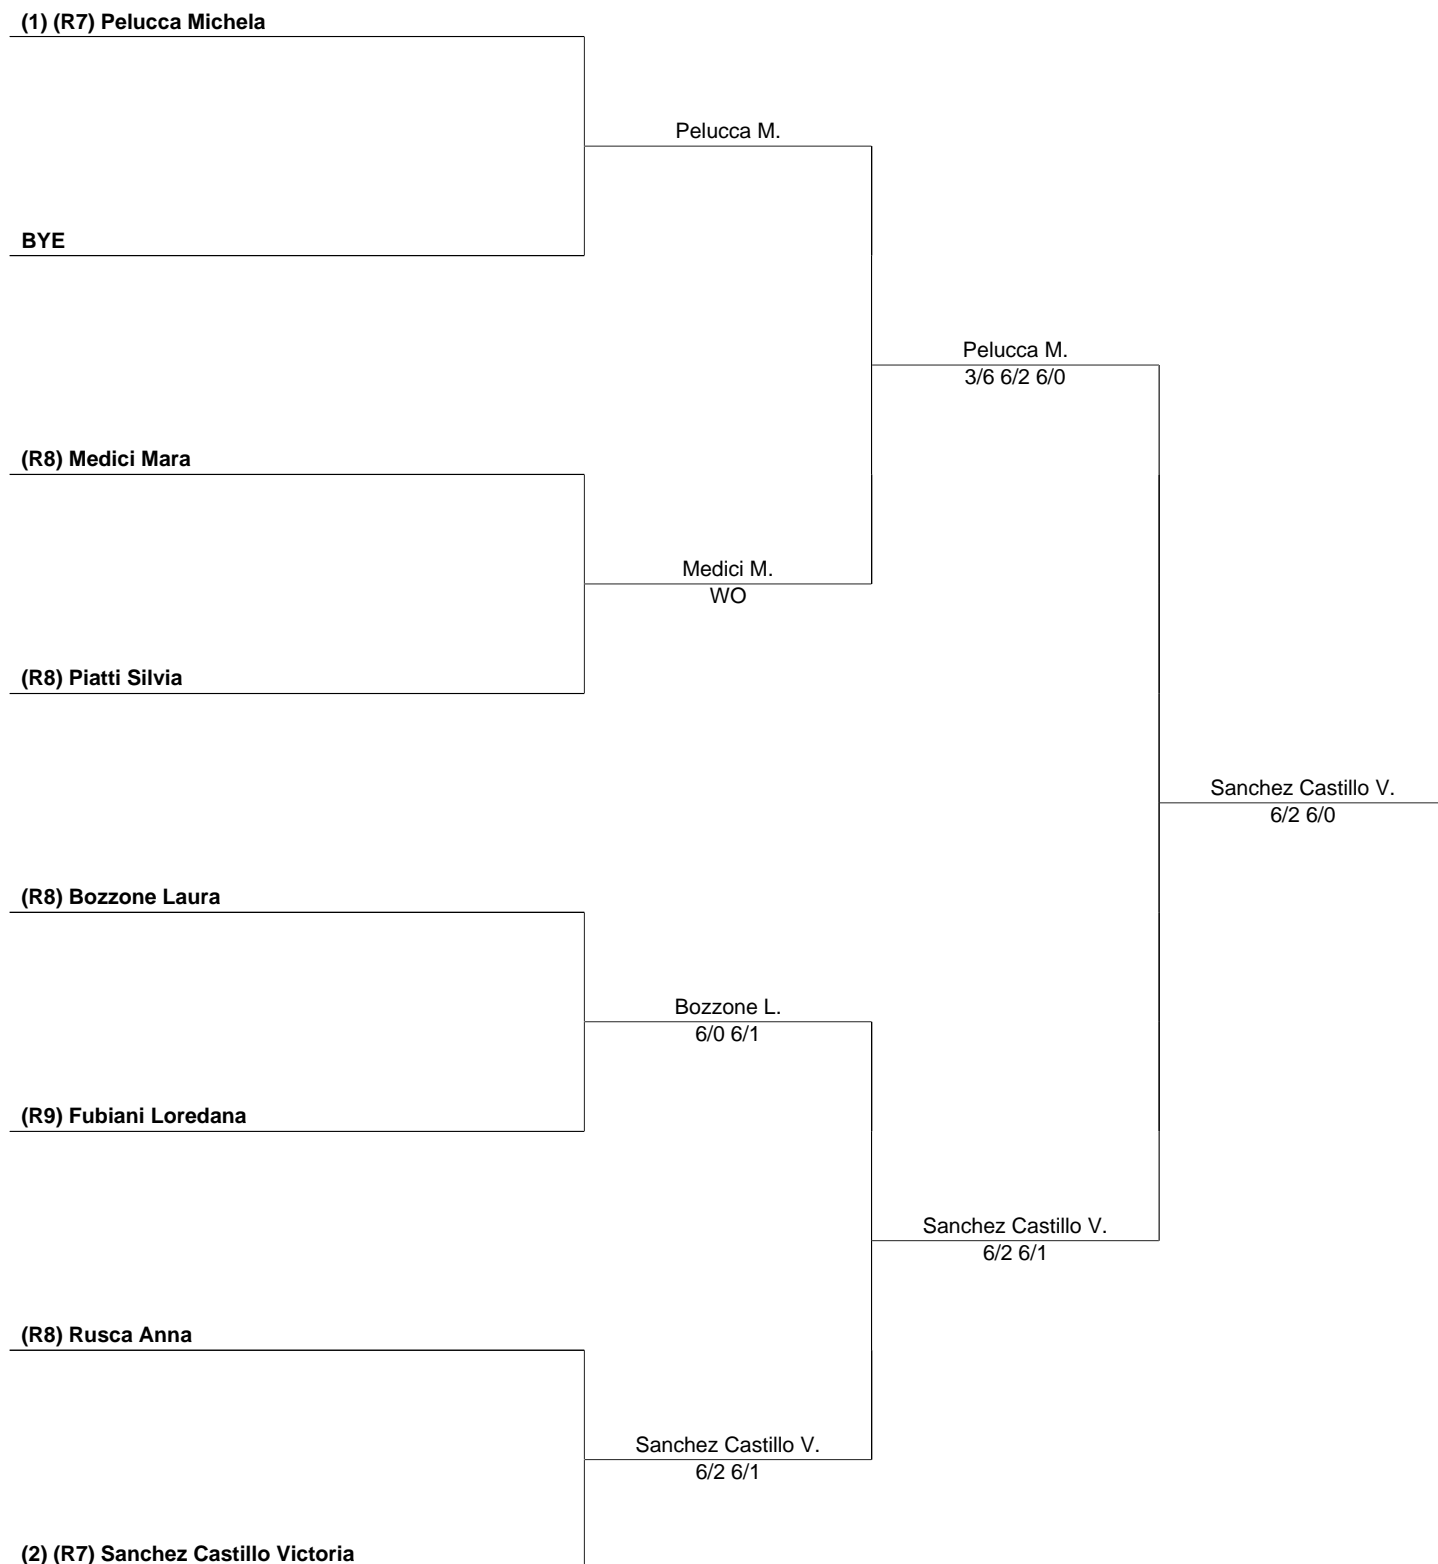 (1) (R7) Pelucca Michela
Pelucca M.
BYE
Pelucca M.
3/6 6/2 6/0
(R8) Medici Mara
Medici M.
WO
(R8) Piatti Silvia
Sanchez Castillo V.
6/2 6/0
(R8) Bozzone Laura
Bozzone L.
6/0 6/1
(R9) Fubiani Loredana
Sanchez Castillo V.
6/2 6/1
(R8) Rusca Anna
Sanchez Castillo V.
6/2 6/1
(2) (R7) Sanchez Castillo Victoria